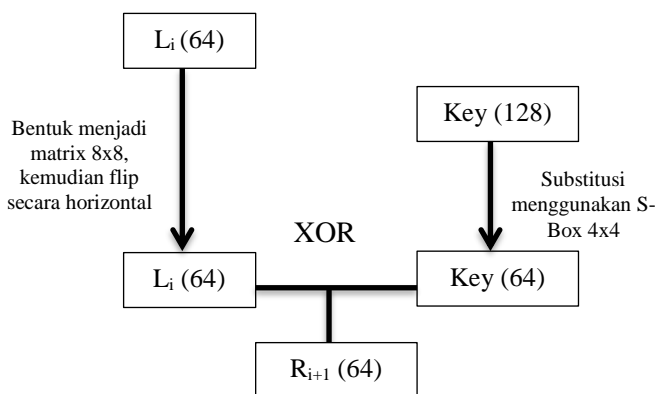 Lᵢ (64)
Bentuk menjadi
matrix 8x8,
kemudian flip
secara horizontal
Key (128)
Substitusi
menggunakan S-
Box 4x4
XOR
Lᵢ (64)
Key (64)
Rᵢ₊₁ (64)